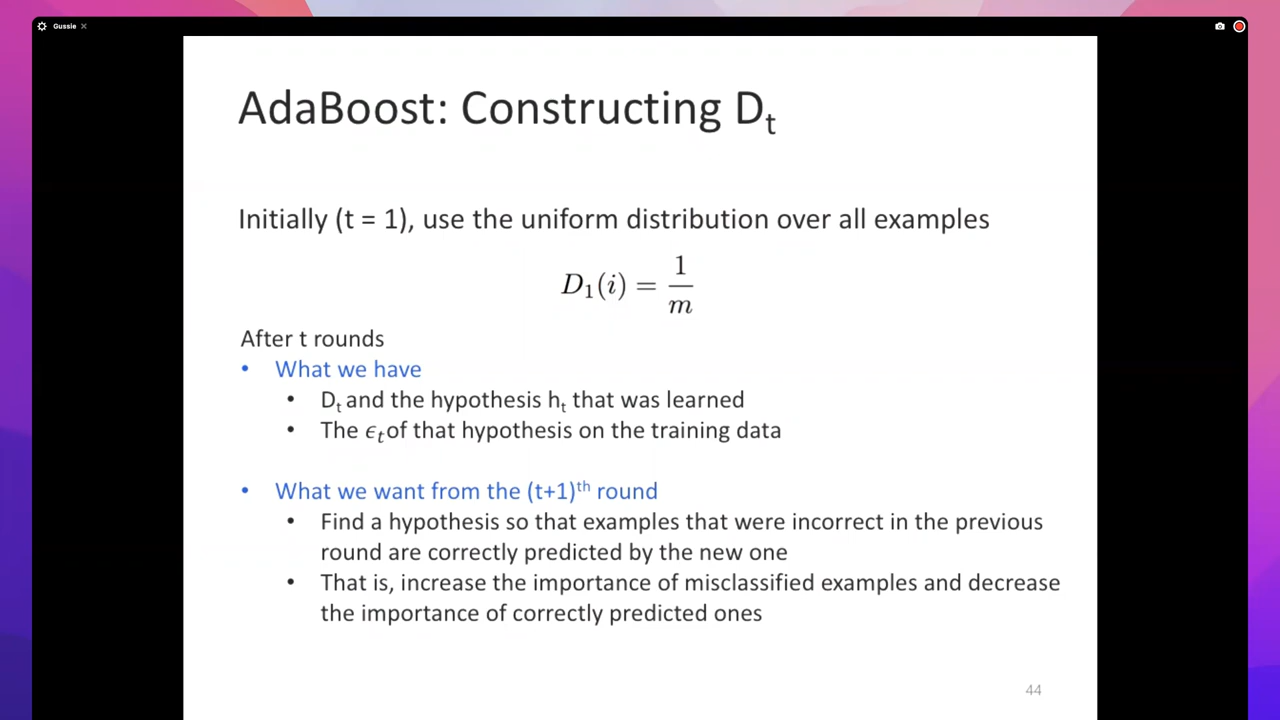 Gussie
AdaBoost: Constructing Dt
Initially (t = 1), use the uniform distribution over all examples
D₁(i) = 1/m
After t rounds
• What we have
• Dt and the hypothesis ht that was learned
• The ϵt of that hypothesis on the training data
• What we want from the (t+1)th round
• Find a hypothesis so that examples that were incorrect in the previous
round are correctly predicted by the new one
• That is, increase the importance of misclassified examples and decrease
the importance of correctly predicted ones
44